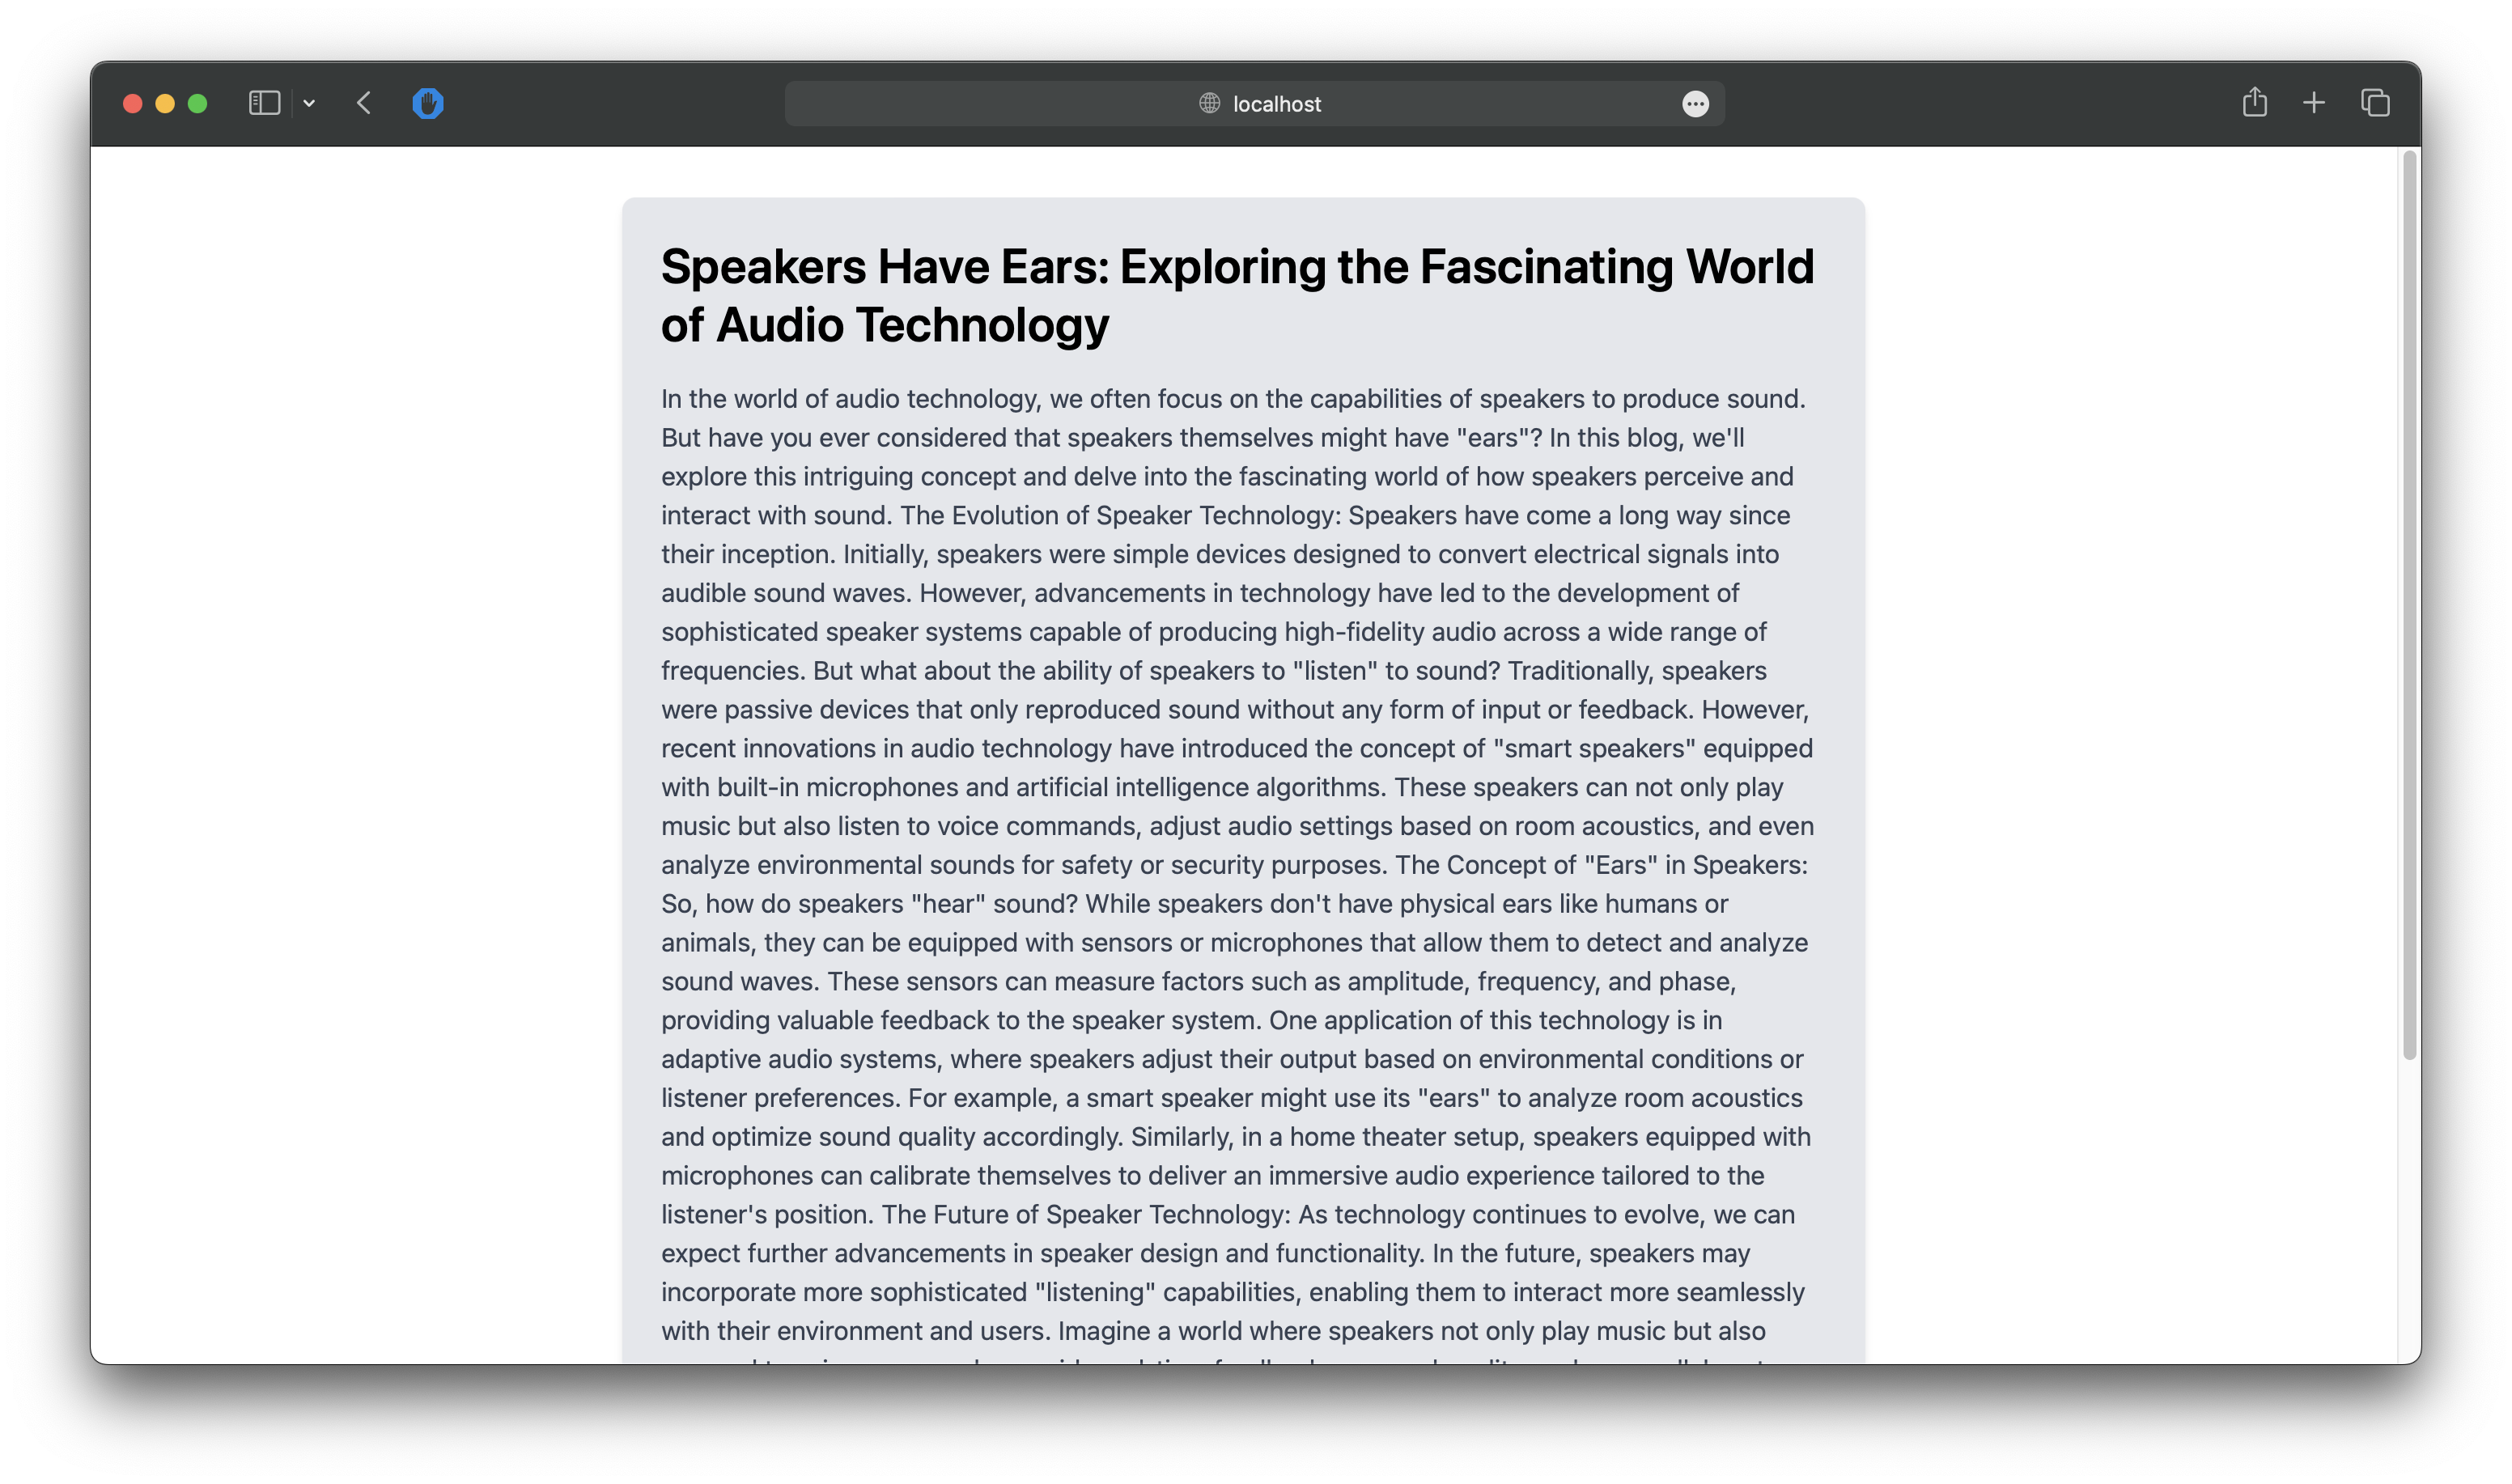 localhost
Speakers Have Ears: Exploring the Fascinating World
of Audio Technology
In the world of audio technology, we often focus on the capabilities of speakers to produce sound.
But have you ever considered that speakers themselves might have "ears"? In this blog, we'll
explore this intriguing concept and delve into the fascinating world of how speakers perceive and
interact with sound. The Evolution of Speaker Technology: Speakers have come a long way since
their inception. Initially, speakers were simple devices designed to convert electrical signals into
audible sound waves. However, advancements in technology have led to the development of
sophisticated speaker systems capable of producing high-fidelity audio across a wide range of
frequencies. But what about the ability of speakers to "listen" to sound? Traditionally, speakers
were passive devices that only reproduced sound without any form of input or feedback. However,
recent innovations in audio technology have introduced the concept of "smart speakers" equipped
with built-in microphones and artificial intelligence algorithms. These speakers can not only play
music but also listen to voice commands, adjust audio settings based on room acoustics, and even
analyze environmental sounds for safety or security purposes. The Concept of "Ears" in Speakers:
So, how do speakers "hear" sound? While speakers don't have physical ears like humans or
animals, they can be equipped with sensors or microphones that allow them to detect and analyze
sound waves. These sensors can measure factors such as amplitude, frequency, and phase,
providing valuable feedback to the speaker system. One application of this technology is in
adaptive audio systems, where speakers adjust their output based on environmental conditions or
listener preferences. For example, a smart speaker might use its "ears" to analyze room acoustics
and optimize sound quality accordingly. Similarly, in a home theater setup, speakers equipped with
microphones can calibrate themselves to deliver an immersive audio experience tailored to the
listener's position. The Future of Speaker Technology: As technology continues to evolve, we can
expect further advancements in speaker design and functionality. In the future, speakers may
incorporate more sophisticated "listening" capabilities, enabling them to interact more seamlessly
with their environment and users. Imagine a world where speakers not only play music but also